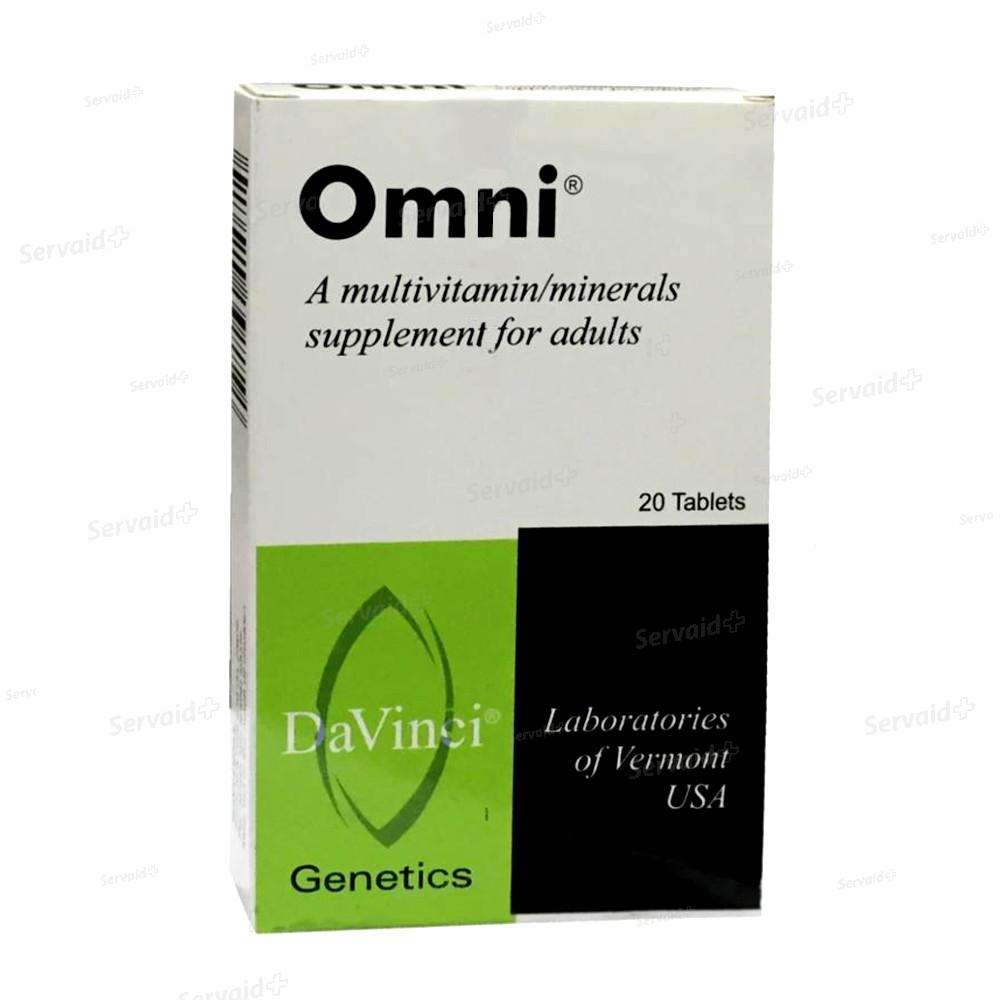 Omni®
A multivitamin/minerals
supplement for adults
20 Tablets
DaVinci®
Laboratories
of Vermont
USA
Genetics
Servaid